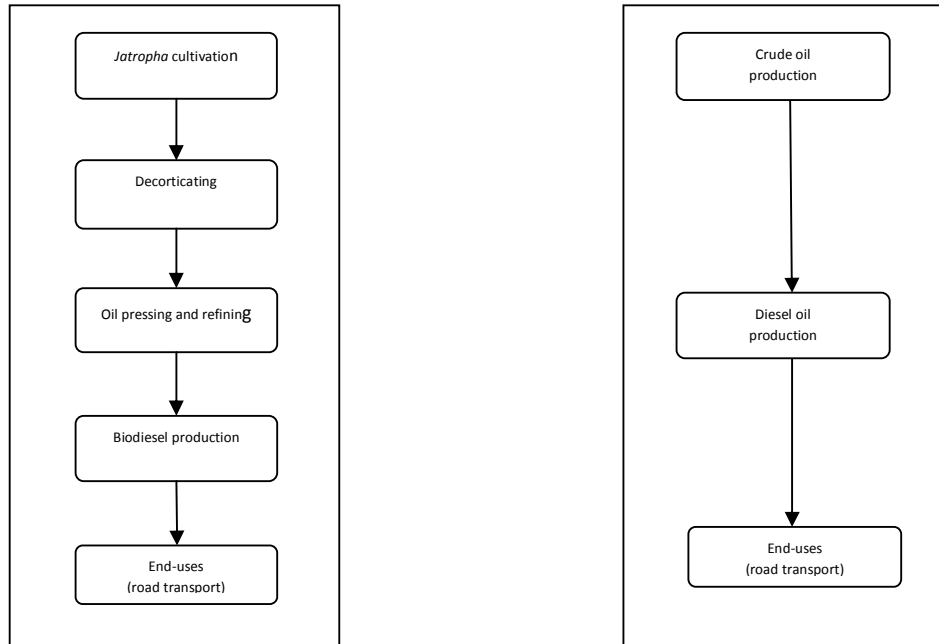 Jatropha cultivation
Decorticating
Oil pressing and refining
Biodiesel production
End-uses
(road transport)
Crude oil
production
Diesel oil
production
End-uses
(road transport)